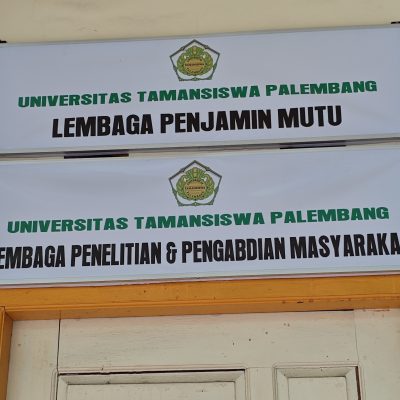 UNIVERSITAS TAMANSISWA PALEMBANG
LEMBAGA PENJAMIN MUTU
UNIVERSITAS TAMANSISWA PALEMBANG
EMBAGA PENELITIAN & PENGABDIAN MASYARAKA